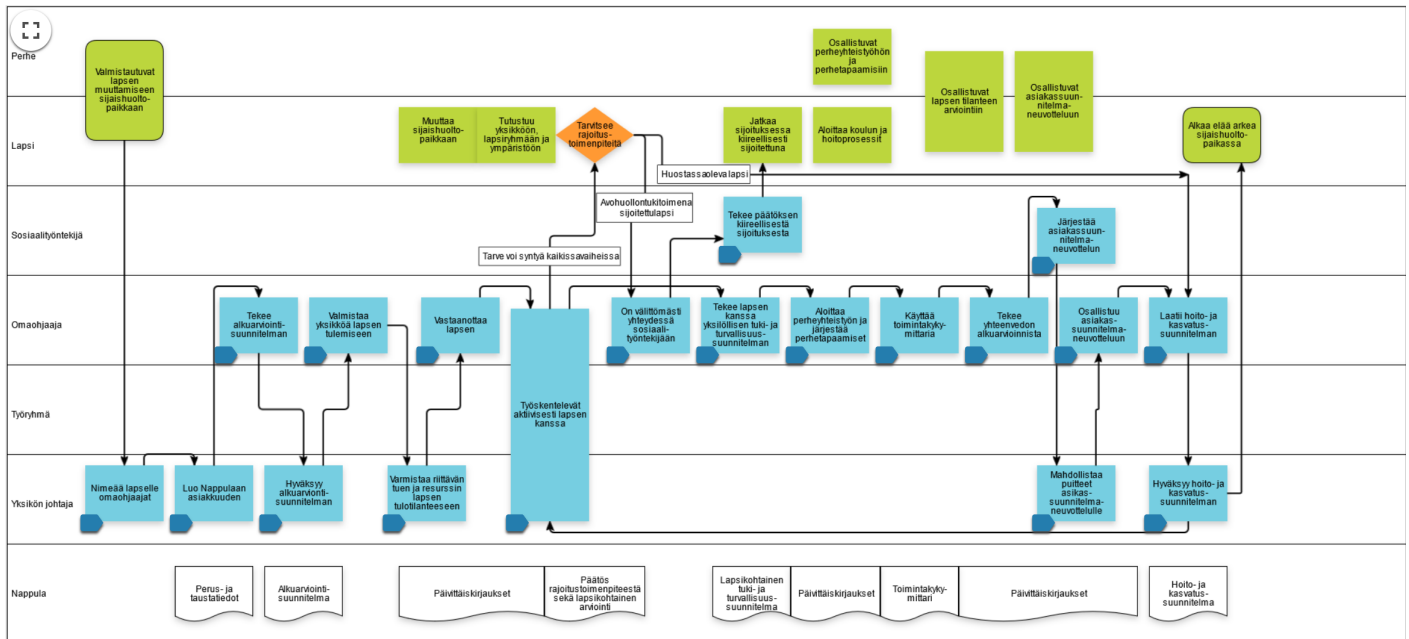 Perhe
Valmistautuvat
lapsen
muuttamiseen
sijaishuolto-
paikkaan
Osallistuvat
perheyhteistyöhön
ja
perhetapaamisiin
Osallistuvat
lapsen tilanteen
arviointiin
Osallistuvat
asiakassuun-
nitelma-
neuvotteluun
Lapsi
Muuttaa
sijaishuolto-
paikkaan
Tutustuu
yksikköön,
lapsiryhmään ja
ympäristöön
Tarvitsee
rajoitus-
toimenpiteitä
Jatkaa
sijoituksessa
kiireellisesti
sijoitettuna
Aloittaa koulun ja
hoitoprosessit
Alkaa elää arkea
sijaishuolto-
paikassa
Huostassaoleva lapsi
Avohuollontukitoimena
sijoitettulapsi
Sosiaalityöntekijä
Tekee päätöksen
kiireellisestä
sijoituksesta
Järjestää
asiakassuun-
nitelma-
neuvottelun
Tarve voi syntyä kaikissavaiheissa
Omaohjaaja
Tekee
alkuarviointi-
suunnitelman
Valmistaa
yksikköä lapsen
tulemiseen
Vastaanottaa
lapsen
On välittömästi
yhteydessä
sosiaali-
työntekijään
Tekee lapsen
kanssa
yksilöllisen tuki- ja
turvallisuus-
suunnitelman
Aloittaa
perheyhteistyön ja
järjestää
perhetapaamiset
Käyttää
toimintakyky-
mittaria
Tekee
yhteenvedon
alkuarvioinnista
Osallistuu
asiakas-
suunnitelma-
neuvotteluun
Laatii hoito- ja
kasvatus-
suunnitelman
Työryhmä
Työskentelevät
aktiivisesti lapsen
kanssa
Yksikön johtaja
Nimeää lapselle
omaohjaajat
Luo Nappulaan
asiakkuuden
Hyväksyy
alkuarvionti-
suunnitelman
Varmistaa riittävän
tuen ja resurssin
lapsen
tulotilanteeseen
Mahdollistaa
puitteet
asikas-
suunnitelma-
neuvottelulle
Hyväksyy hoito- ja
kasvatus-
suunnitelman
Nappula
Perus- ja
taustatiedot
Alkuarviointi-
suunnitelma
Päivittäiskirjaukset
Päätös
rajoitustoimenpiteestä
sekä lapsikohtainen
arviointi
Lapsikohtainen
tuki- ja
turvallisuus-
suunnitelma
Päivittäiskirjaukset
Toimintakyky-
mittari
Päivittäiskirjaukset
Hoito- ja
kasvatus-
suunnitelma